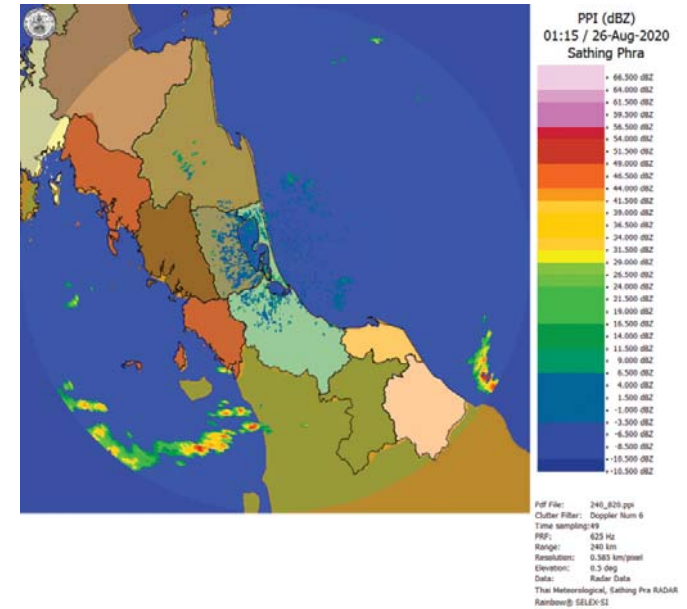 PPI (dBZ)
01:15 / 26-Aug-2020
Sathing Phra
66.500 dBZ
64.000 dBZ
61.500 dBZ
59.300 dBZ
56.500 dBZ
54.000 dBZ
51.500 dBZ
49.000 dBZ
46.500 dBZ
44.000 dBZ
41.500 dBZ
39.000 dBZ
36.500 dBZ
34.000 dBZ
31.500 dBZ
29.000 dBZ
26.500 dBZ
24.000 dBZ
21.500 dBZ
19.000 dBZ
16.500 dBZ
14.000 dBZ
11.500 dBZ
9.000 dBZ
6.500 dBZ
4.000 dBZ
1.500 dBZ
-1.000 dBZ
-3.500 dBZ
-6.500 dBZ
-8.500 dBZ
-10.500 dBZ
-10.500 dBZ
Pdf File: 240_820.ppi
Clutter Filter: Doppler Num 6
Time sampling:49
PRF: 625 Hz
Range: 240 km
Resolution: 0.585 km/pixel
Elevation: 0.5 deg
Data: Radar Data
Thai Meteorological, Sathing Pra RADAR
Rainbow® SELEX-SI